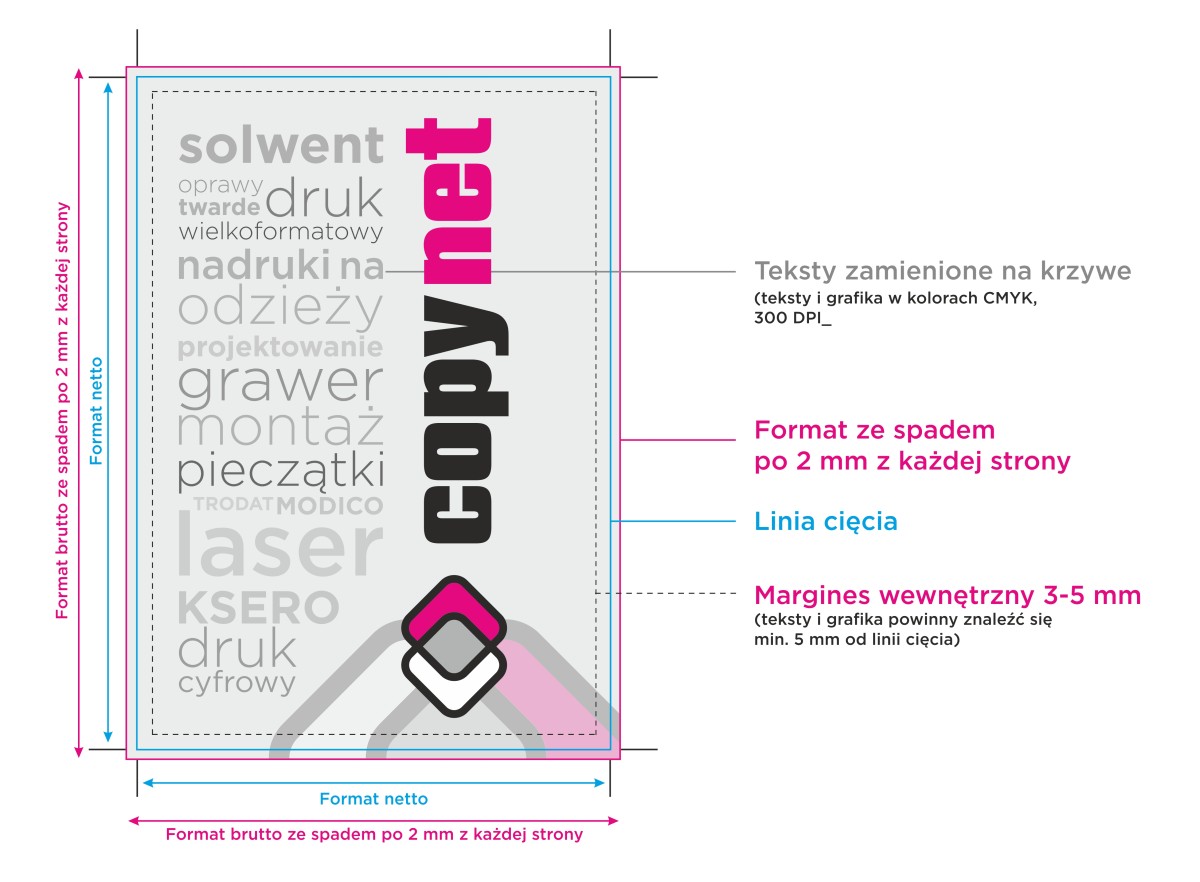 Format brutto ze spadem po 2 mm z każdej strony
Format netto
solwent
oprawy
twarde druk
wielkoformatowy
nadruki na
odzieży
projektowanie
grawer
montaż
pieczątki
TRODAT MODICO
laser
KSERO
druk
cyfrowy
copy net
Teksty zamienione na krzywe
(teksty i grafika w kolorach CMYK,
300 DPI_
Format ze spadem
po 2 mm z każdej strony
Linia cięcia
Margines wewnętrzny 3-5 mm
(teksty i grafika powinny znaleźć się
min. 5 mm od linii cięcia)
Format netto
Format brutto ze spadem po 2 mm z każdej strony